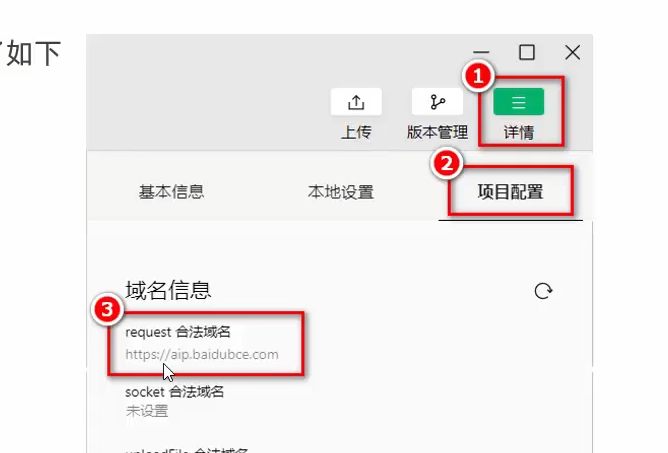 如下
1
上传
版本管理
详情
2
基本信息
本地设置
项目配置
域名信息
3
request 合法域名
https://aip.baidubce.com
socket 合法域名
未设置